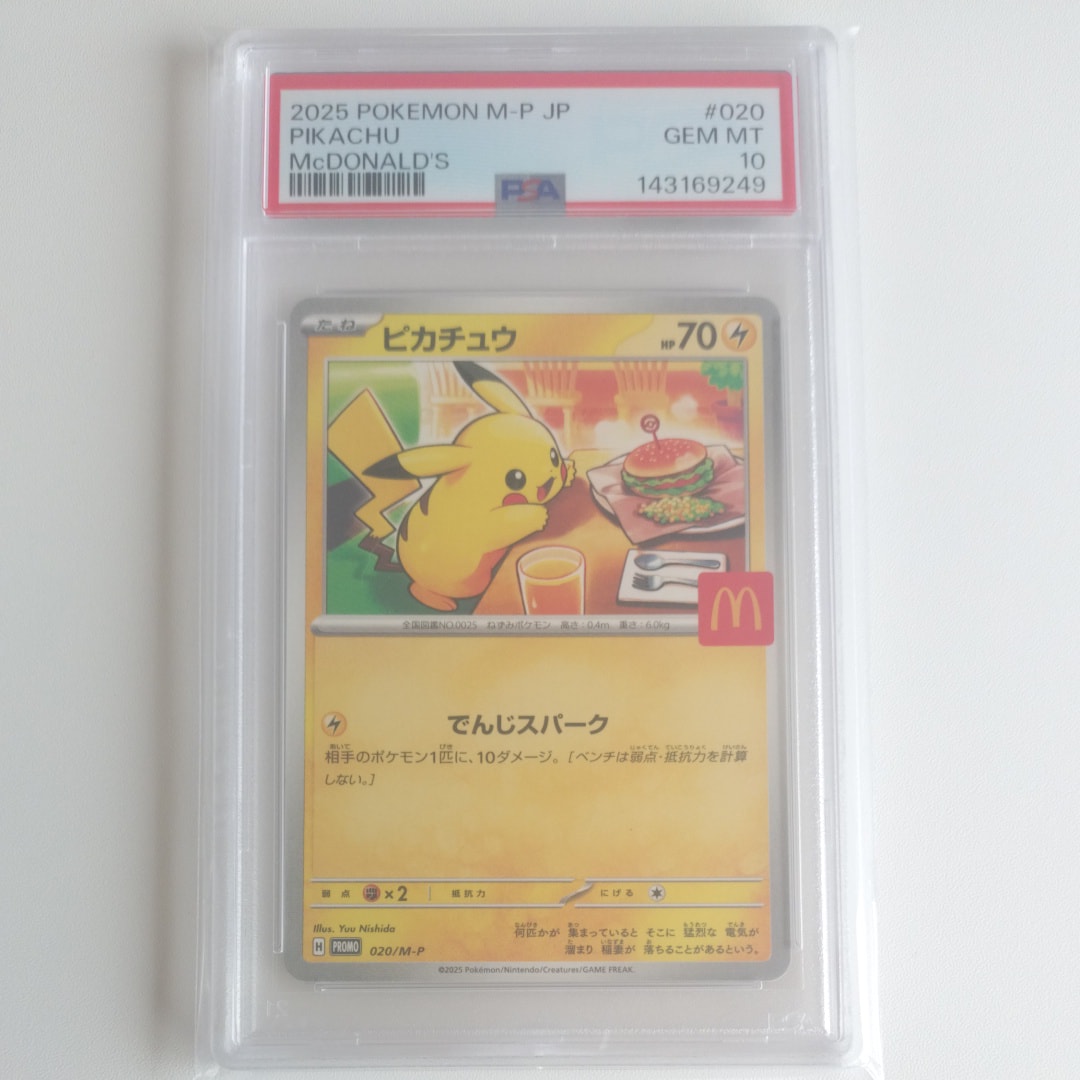 2025 POKEMON M-P JP #020
PIKACHU GEM MT
McDONALD'S 10
PSA 143169249
たね ピカチュウ HP 70
全国図鑑NO.0025 ねずみポケモン 高さ:0.4m 重さ:6.0kg
でんじスパーク
相手のポケモン1匹に、10ダメージ。[ベンチは弱点・抵抗力を計算
しない。]
弱点 ×2 抵抗力 にげる
Illus. Yuu Nishida
何匹かが 集まっていると そこに 猛烈な 電気が
溜まり 稲妻が 落ちることがあるという。
H PROMO 020/M-P
©2025 Pokémon/Nintendo/Creatures/GAME FREAK.